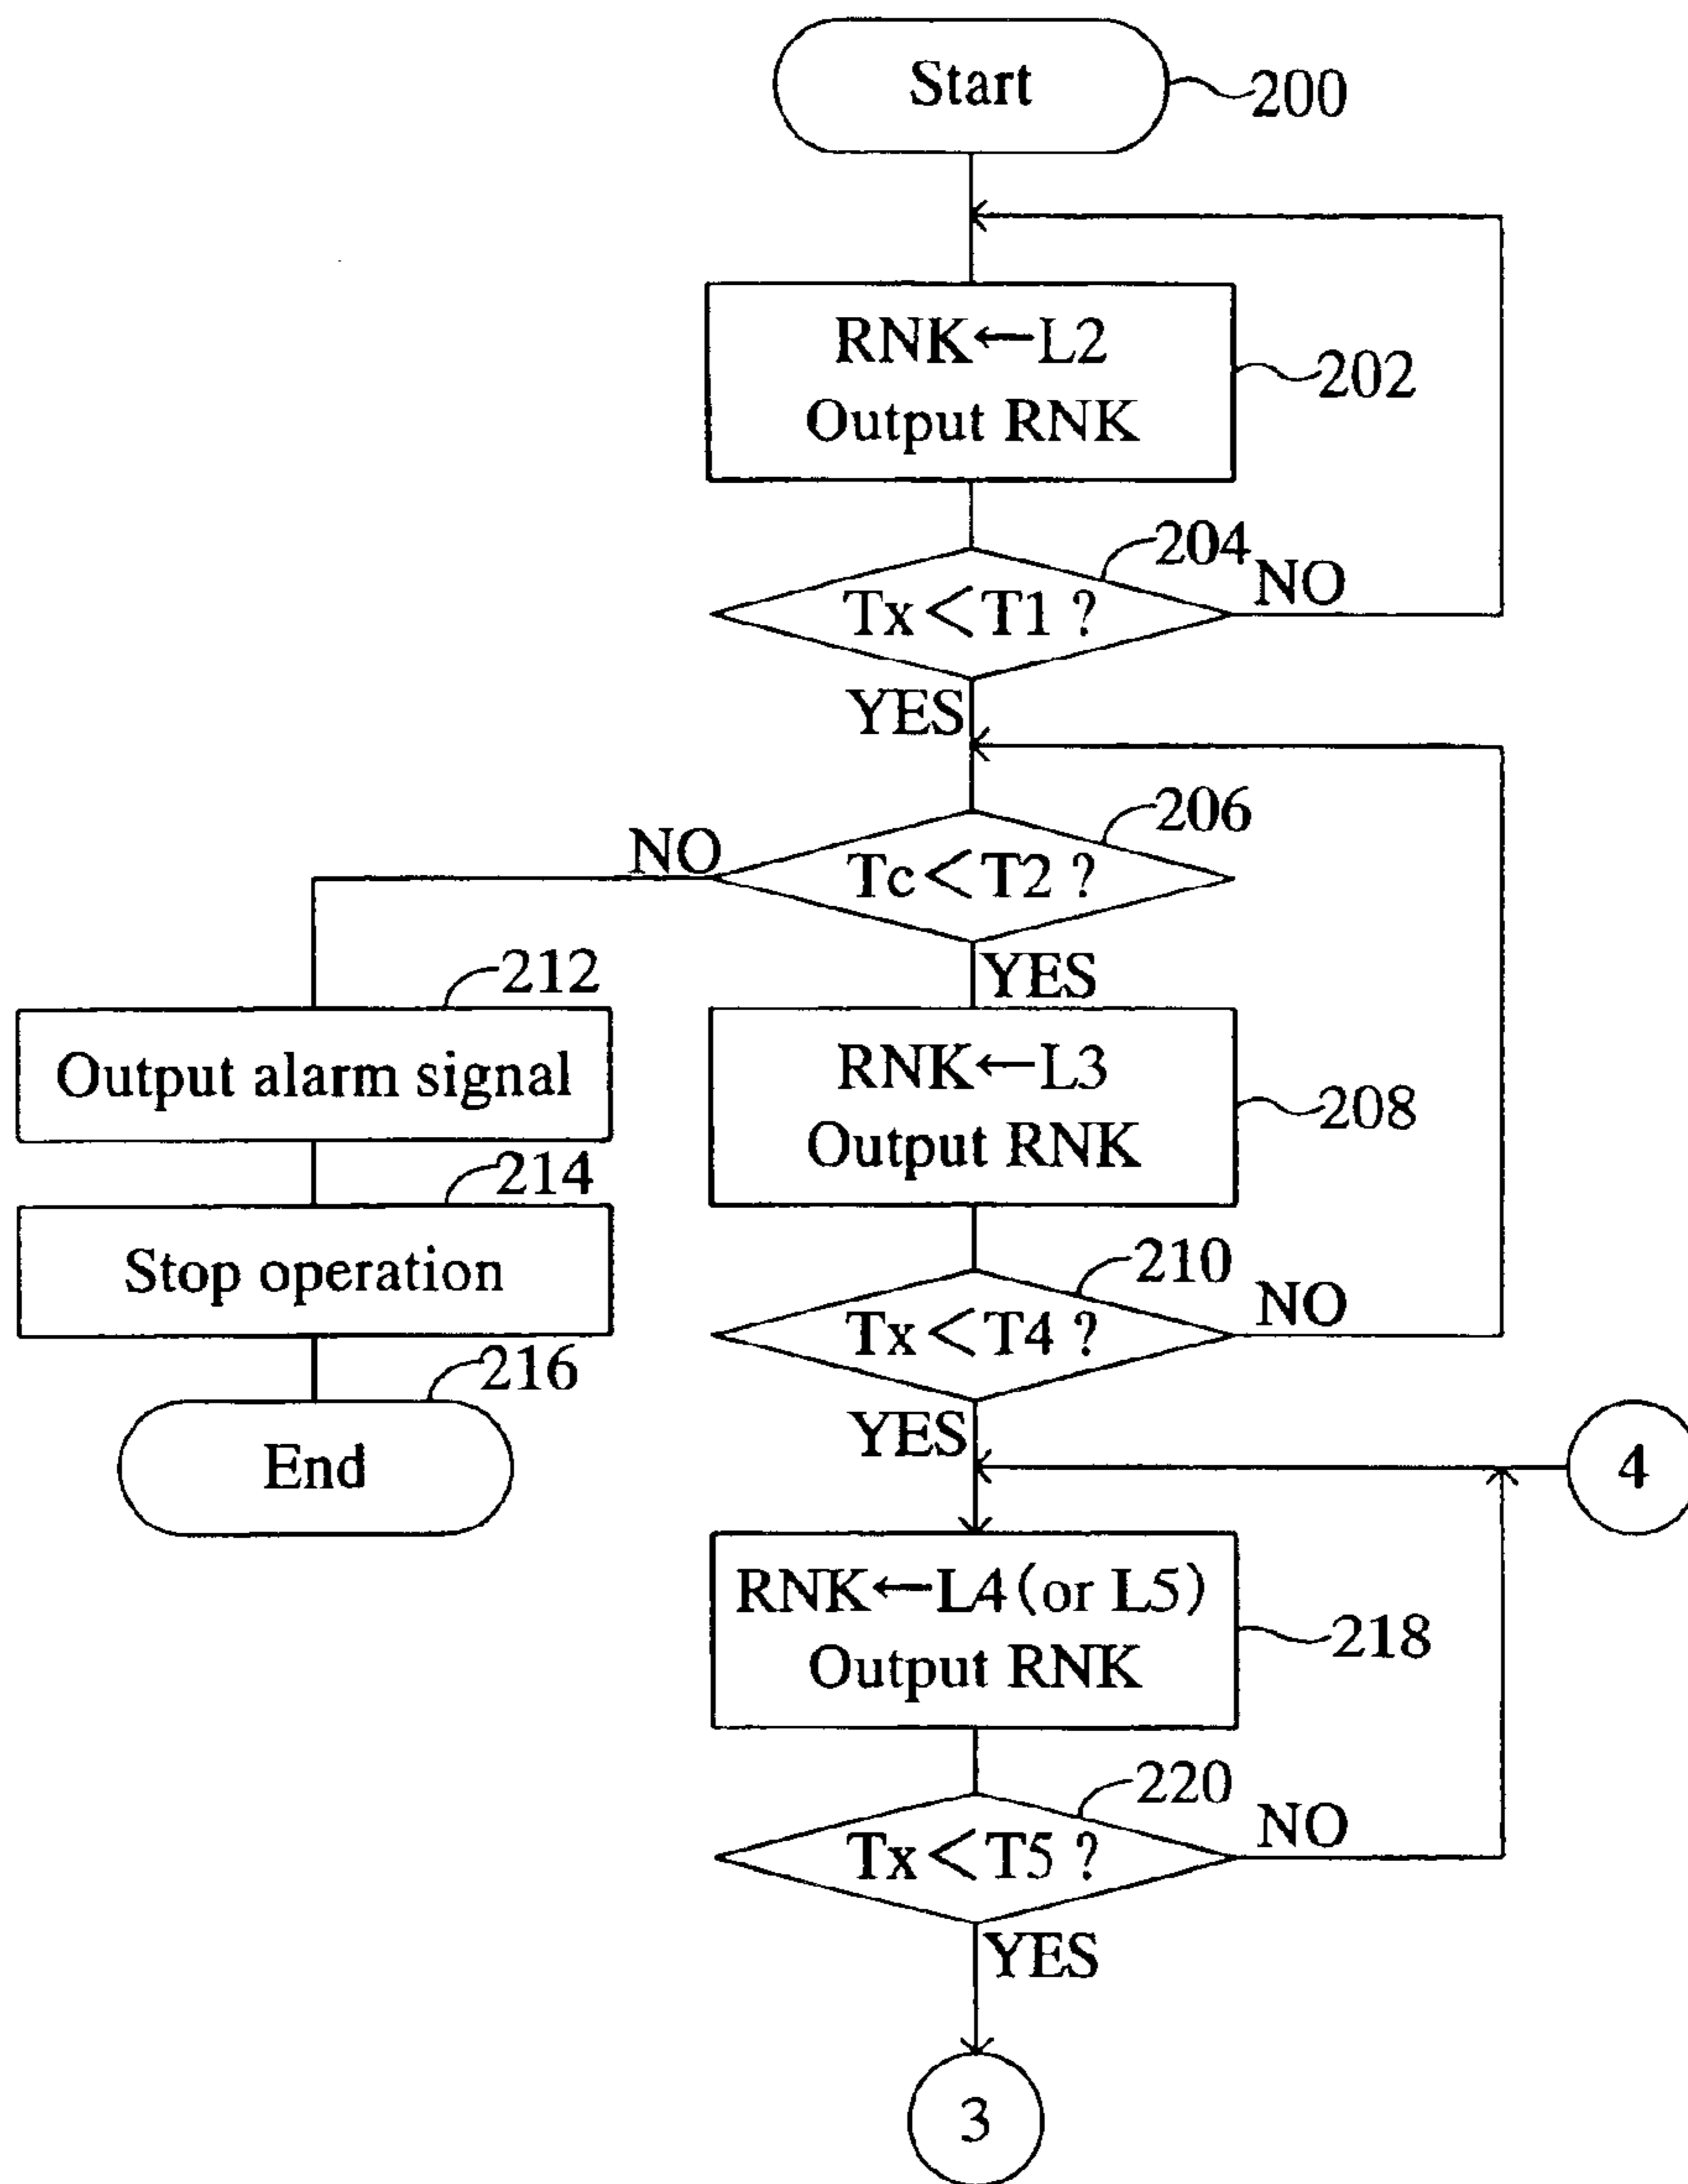 Start
200
RNK←L2
Output RNK
202
204
Tx<T1 ?
NO
YES
206
Tc<T2 ?
NO
YES
212
Output alarm signal
RNK←L3
Output RNK
208
214
Stop operation
210
Tx<T4 ?
NO
YES
216
End
4
RNK←L4(or L5)
Output RNK
218
220
Tx<T5 ?
NO
YES
3